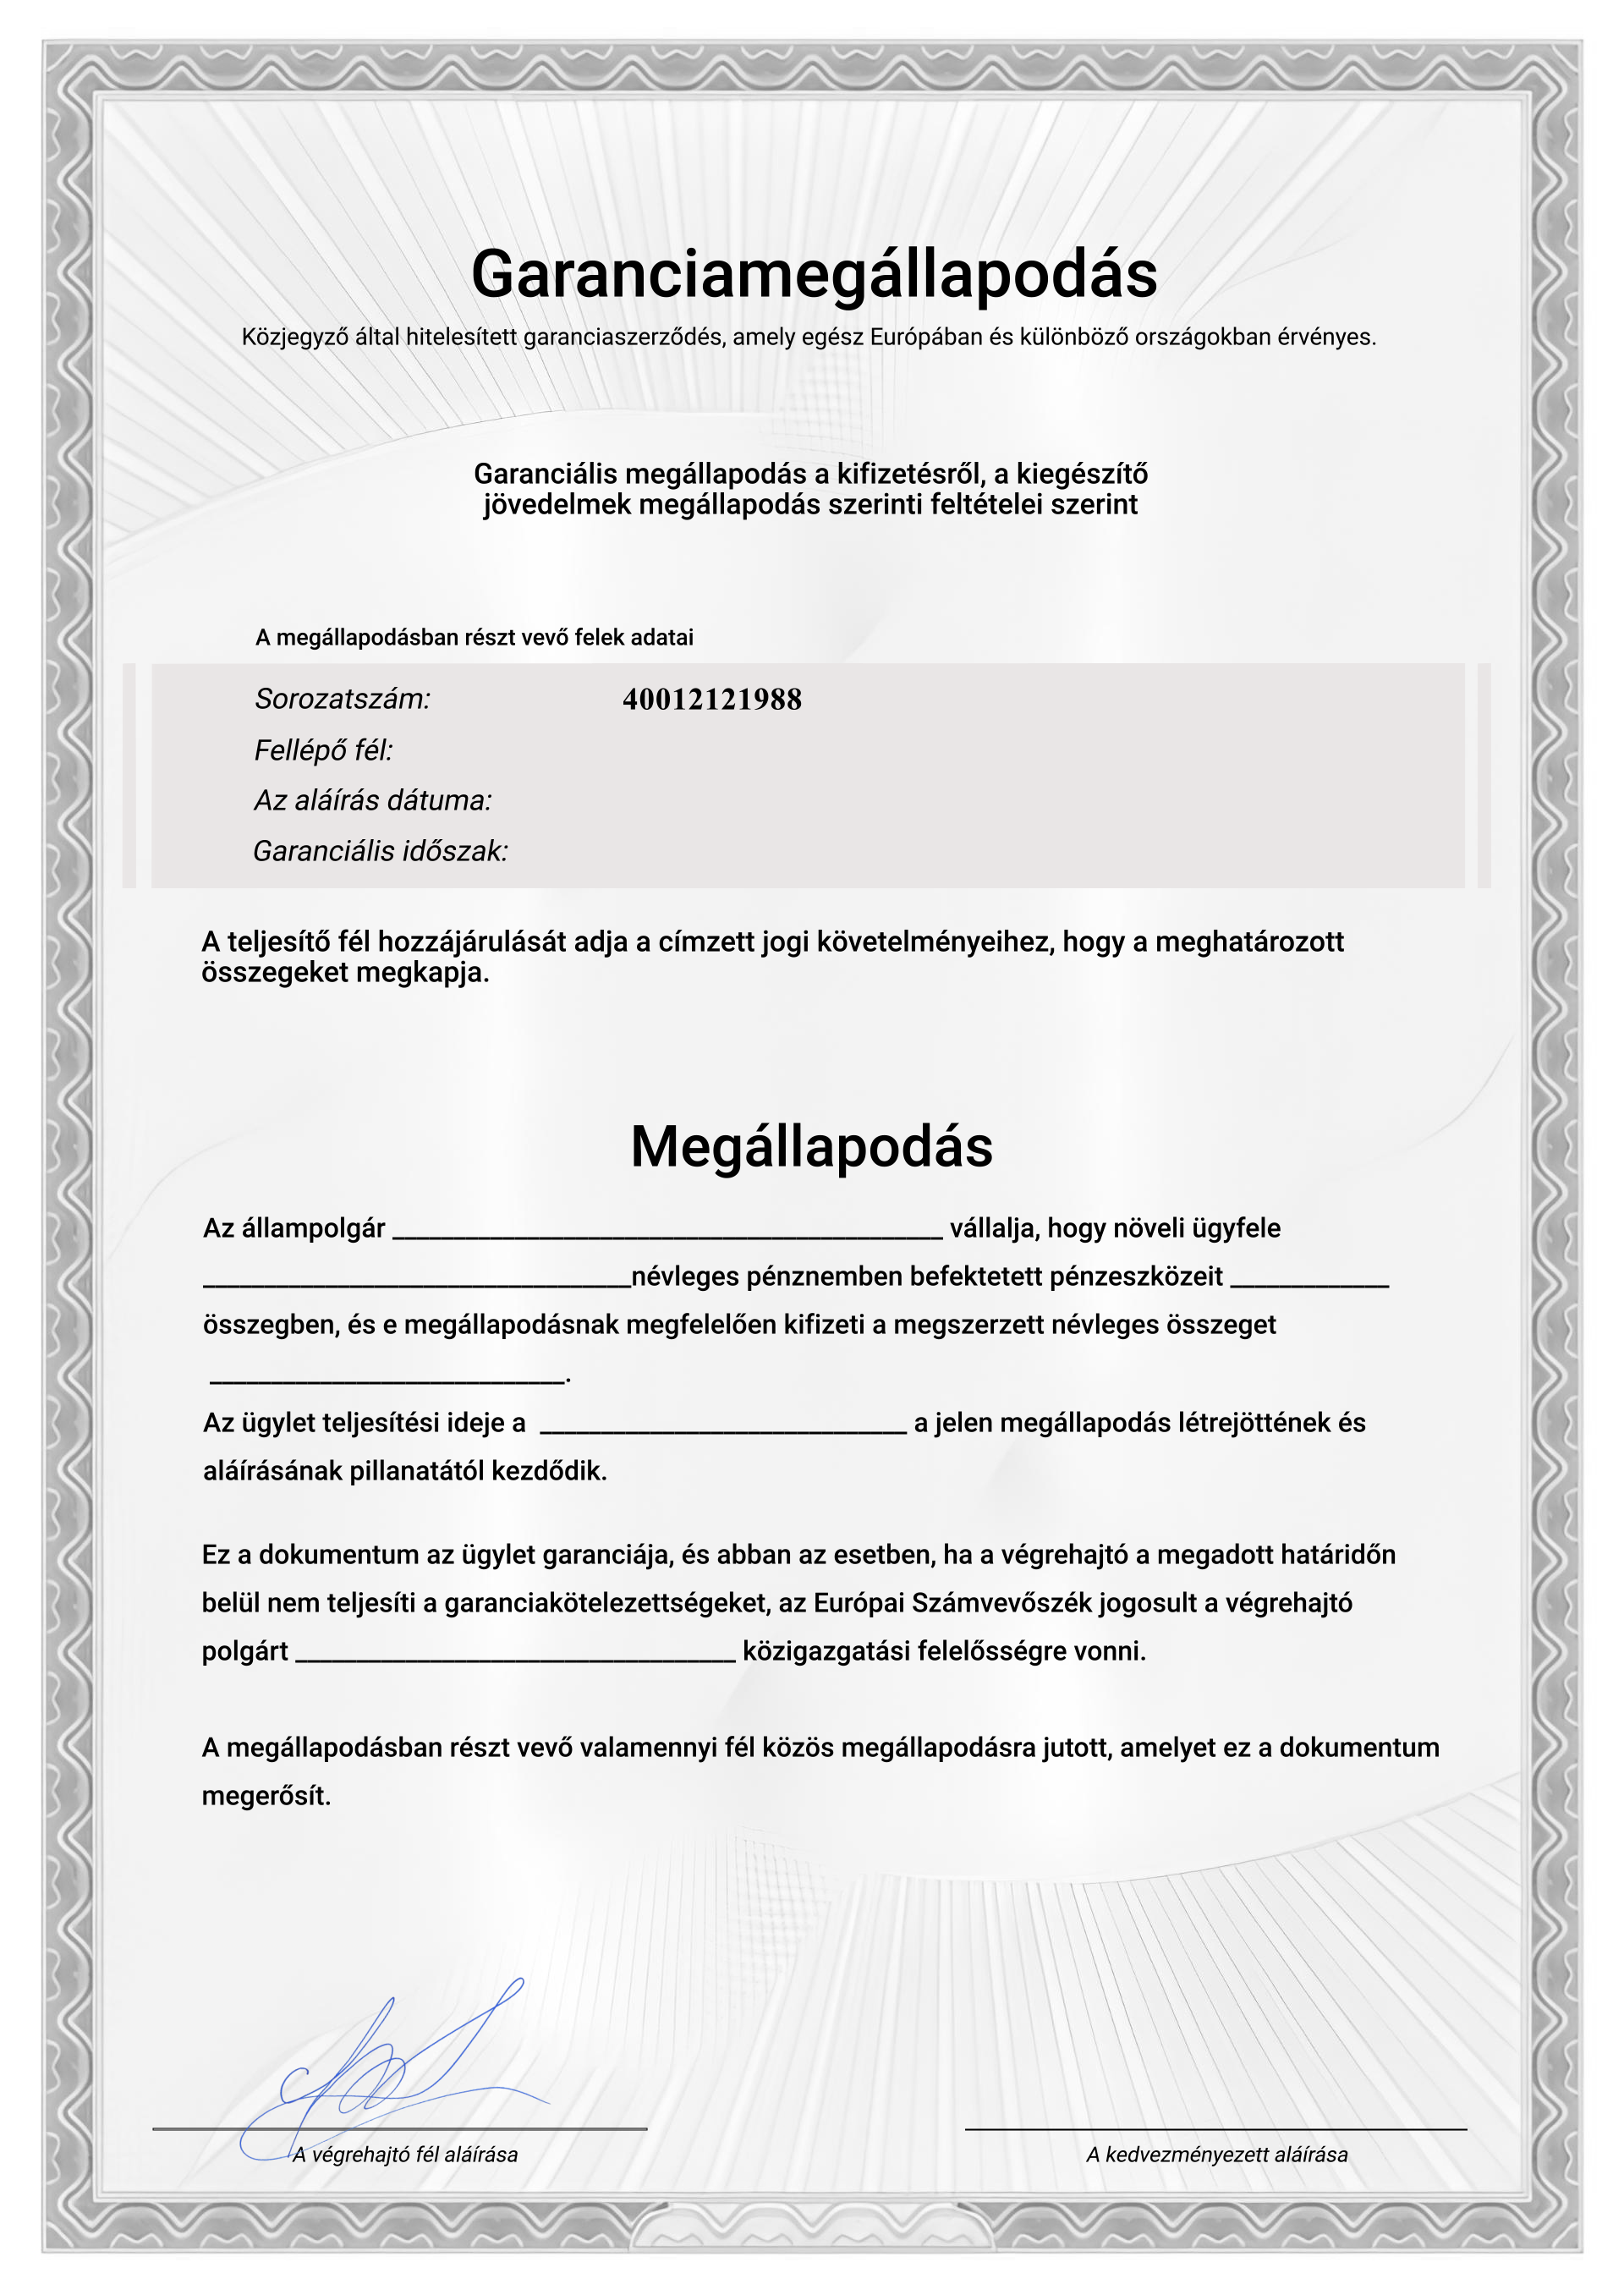 Garanciamegállapodás
Közjegyző által hitelesített garanciaszerződés, amely egész Európában és különböző országokban érvényes.
Garanciális megállapodás a kifizetésről, a kiegészítő
jövedelmek megállapodás szerinti feltételei szerint
A megállapodásban részt vevő felek adatai
Sorozatszám: 40012121988
Fellépő fél:
Az aláírás dátuma:
Garanciális időszak:
A teljesítő fél hozzájárulását adja a címzett jogi követelményeihez, hogy a meghatározott
összegeket megkapja.
Megállapodás
Az állampolgár ______________ vállalja, hogy növeli ügyfele
______________névleges pénznemben befektetett pénzeszközeit ______________
összegben, és e megállapodásnak megfelelően kifizeti a megszerzett névleges összeget
______________.
Az ügylet teljesítési ideje a ______________ a jelen megállapodás létrejöttének és
aláírásának pillanatától kezdődik.
Ez a dokumentum az ügylet garanciája, és abban az esetben, ha a végrehajtó a megadott határidőn
belül nem teljesíti a garanciakötelezettségeket, az Európai Számvevőszék jogosult a végrehajtó
polgárt ______________ közigazgatási felelősségre vonni.
A megállapodásban részt vevő valamennyi fél közös megállapodásra jutott, amelyet ez a dokumentum
megerősít.
A végrehajtó fél aláírása
A kedvezményezett aláírása